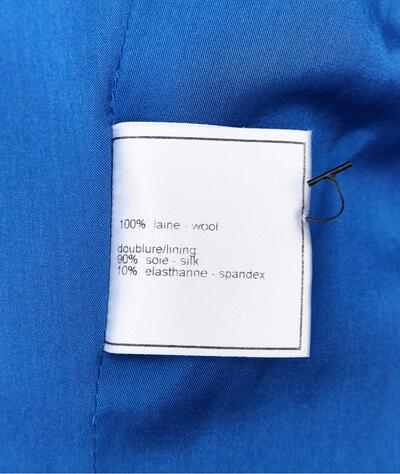 100% laine - wool
doublure/lining:
90% soie - silk
10% elasthanne - spandex